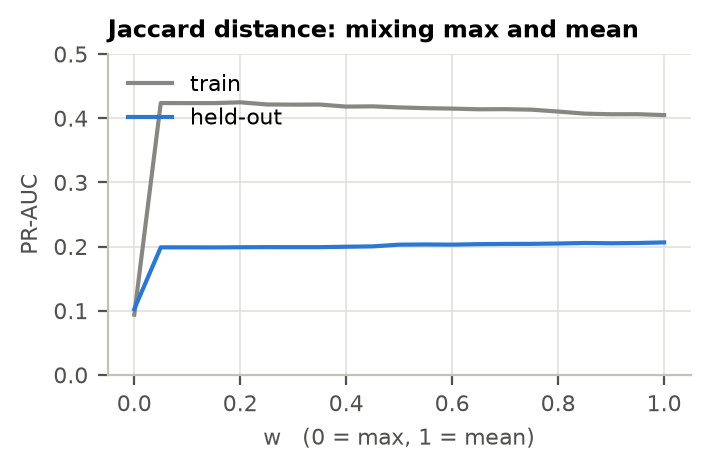 Jaccard distance: mixing max and mean
0.5
train
0.4
held-out
0.3
PR-AUC
0.2
0.1
0.0
0.0 0.2 0.4 0.6 0.8 1.0
w (0 = max, 1 = mean)